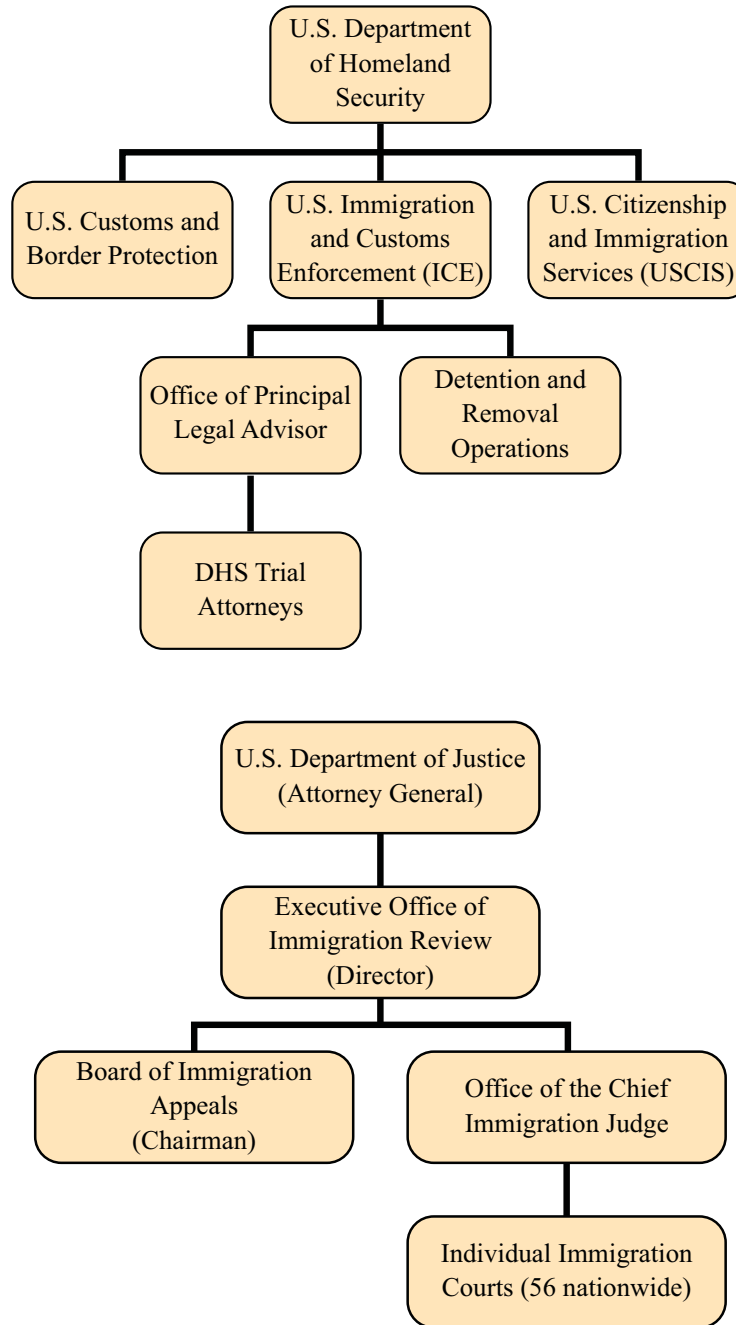 U.S. Department
of Homeland
Security
U.S. Customs and
Border Protection
U.S. Immigration
and Customs
Enforcement (ICE)
U.S. Citizenship
and Immigration
Services (USCIS)
Office of Principal
Legal Advisor
Detention and
Removal
Operations
DHS Trial
Attorneys
U.S. Department of Justice
(Attorney General)
Executive Office of
Immigration Review
(Director)
Board of Immigration
Appeals
(Chairman)
Office of the Chief
Immigration Judge
Individual Immigration
Courts (56 nationwide)